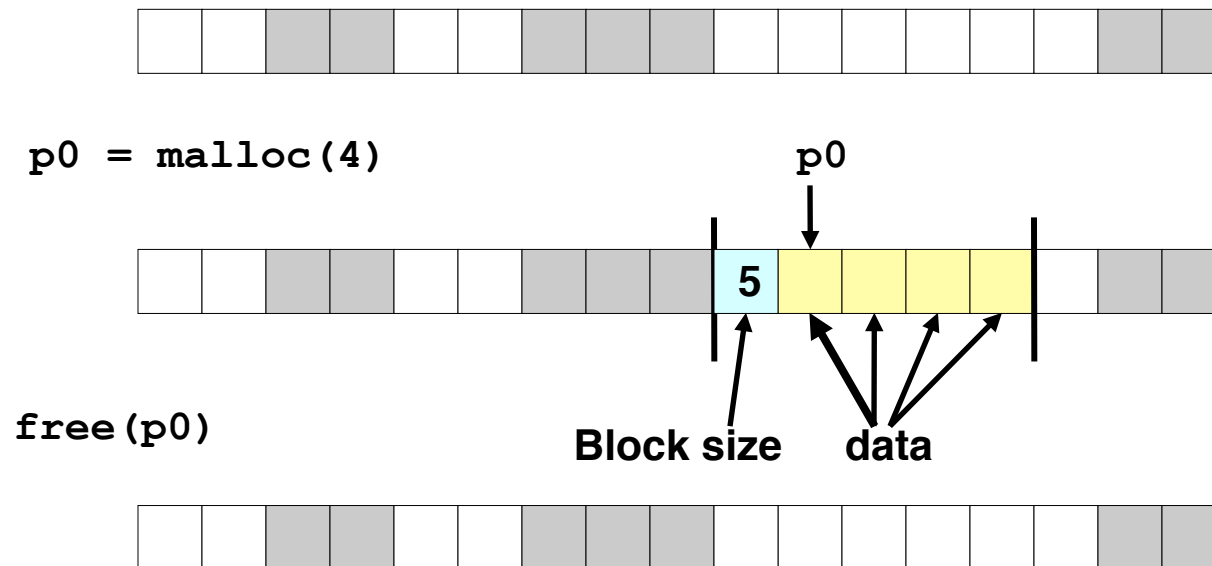 p0 = malloc(4)
p0
5
free(p0)
Block size
data